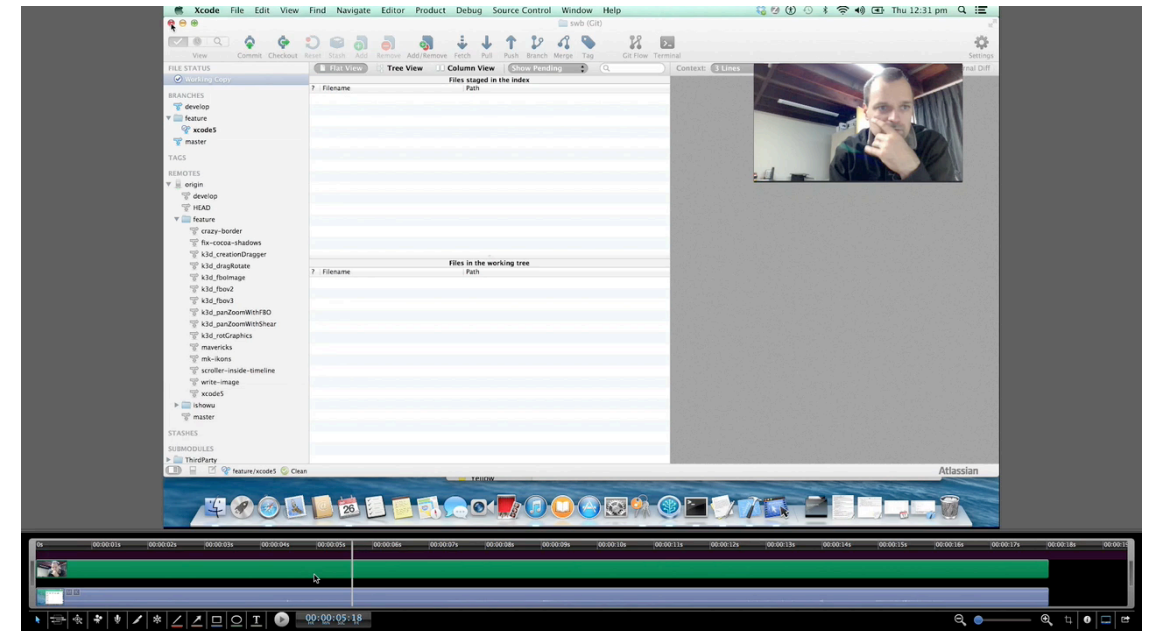 Xcode File Edit View Find Navigate Editor Product Debug Source Control Window Help Thu 12:31 pm
swb (Git)
View Commit Checkout Reset Stash Add Remove Add/Remove Fetch Pull Push Branch Merge Tag Git Flow Terminal Settings
FILE STATUS
Working Copy
BRANCHES
develop
feature
xcode5
master
TAGS
REMOTES
origin
develop
HEAD
feature
crazy-border
fix-cocoa-shadows
k3d_creationDragger
k3d_dragRotate
k3d_fboImage
k3d_fbov2
k3d_fbov3
k3d_panZoomWithFBO
k3d_panZoomWithShear
k3d_rotGraphics
mavericks
mk-ikons
scroller-inside-timeline
write-image
xcode5
ishowu
master
STASHES
SUBMODULES
ThirdParty
feature/xcode5 Clean
Flat View Tree View Column View Show Pending Context: 3 Lines nal Diff
Files staged in the index
? Filename Path
Files in the working tree
? Filename Path
Atlassian
Yellow
26
0s 00:00:01s 00:00:02s 00:00:03s 00:00:04s 00:00:05s 00:00:06s 00:00:07s 00:00:08s 00:00:09s 00:00:10s 00:00:11s 00:00:12s 00:00:13s 00:00:14s 00:00:15s 00:00:16s 00:00:17s 00:00:18s 00:00:19
T 00:00:05:18